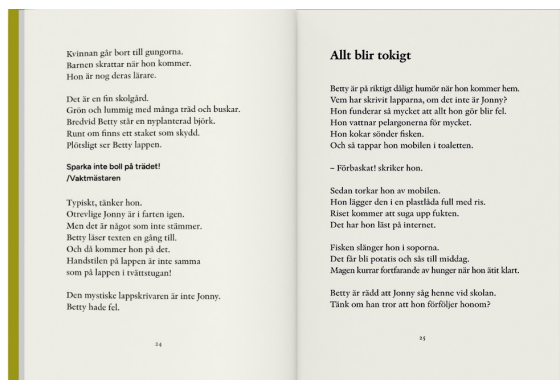 Kvinnan går bort till gungorna.
Barnen skrattar när hon kommer.
Hon är nog deras lärare.
Det är en fin skolgård.
Grön och lummig med många träd och buskar.
Bredvid Betty står en nyplanterad björk.
Runt om finns ett staket som skydd.
Plötsligt ser Betty lappen.
Sparka inte boll på trädet!
/Vaktmästaren
Typiskt, tänker hon.
Otrevlige Jonny är i farten igen.
Men det är något som inte stämmer.
Betty läser texten en gång till.
Och då kommer hon på det.
Handstilen på lappen är inte samma
som på lappen i tvättstugan!
Den mystiske lappskrivaren är inte Jonny.
Betty hade fel.
24
Allt blir tokigt
Betty är på riktigt dåligt humör när hon kommer hem.
Vem har skrivit lapparna, om det inte är Jonny?
Hon funderar så mycket att allt hon gör blir fel.
Hon vattnar pelargonerna för mycket.
Hon kokar sönder fisken.
Och så tappar hon mobilen i toaletten.
– Förbaskat! skriker hon.
Sedan torkar hon av mobilen.
Hon lägger den i en plastlåda full med ris.
Riset kommer att suga upp fukten.
Det har hon läst på internet.
Fisken slänger hon i soporna.
Det får bli potatis och sås till middag.
Magen kurrar fortfarande av hunger när hon ätit klart.
Betty är rädd att Jonny såg henne vid skolan.
Tänk om han tror att hon förföljer honom?
25